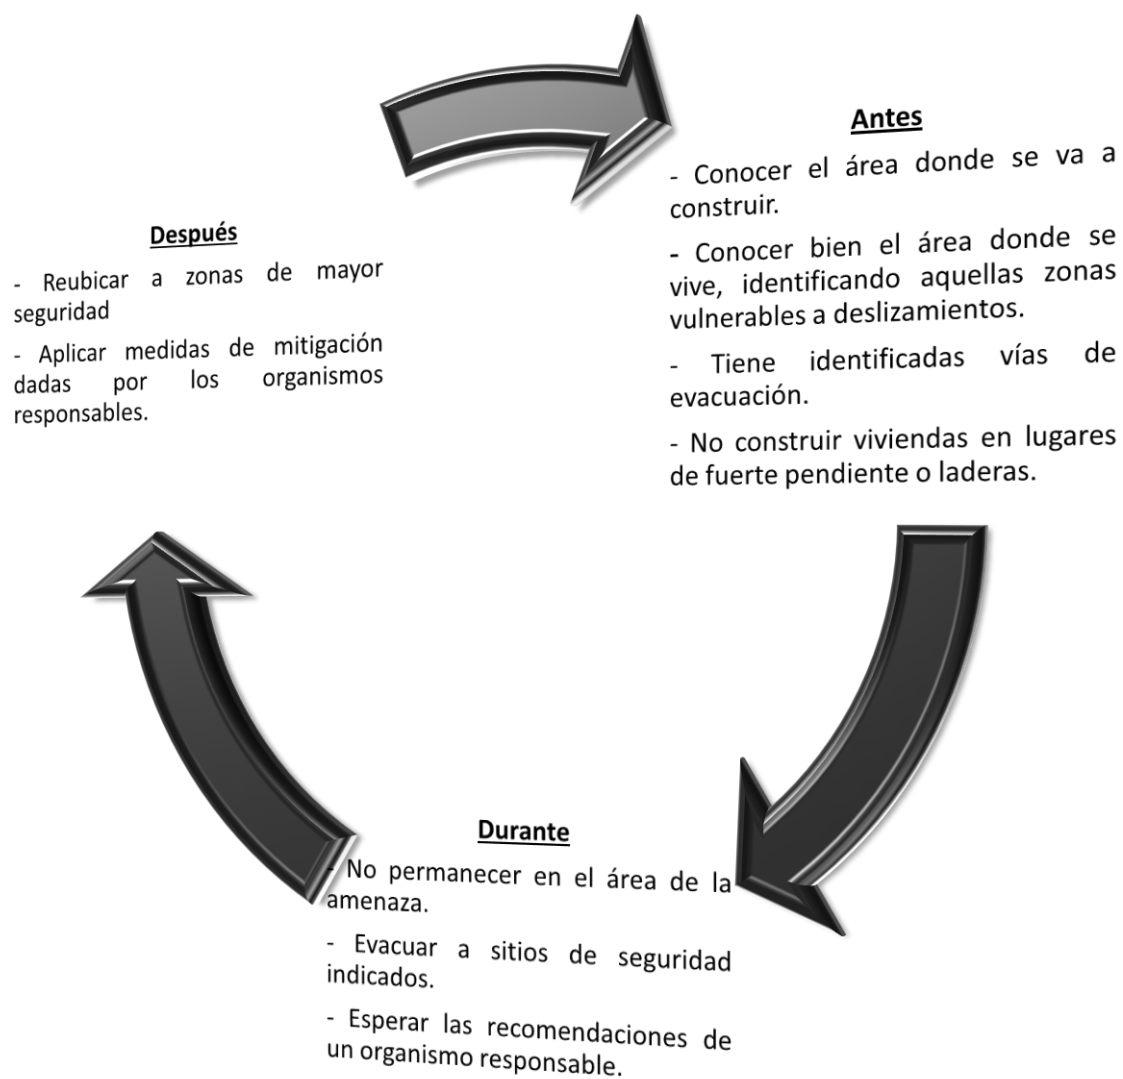 Antes
- Conocer el área donde se va a
construir.
- Conocer bien el área donde se
vive, identificando aquellas zonas
vulnerables a deslizamientos.
- Tiene identificadas vías de
evacuación.
- No construir viviendas en lugares
de fuerte pendiente o laderas.
Durante
- No permanecer en el área de la
amenaza.
- Evacuar a sitios de seguridad
indicados.
- Esperar las recomendaciones de
un organismo responsable.
Después
- Reubicar a zonas de mayor
seguridad
- Aplicar medidas de mitigación
dadas por los organismos
responsables.